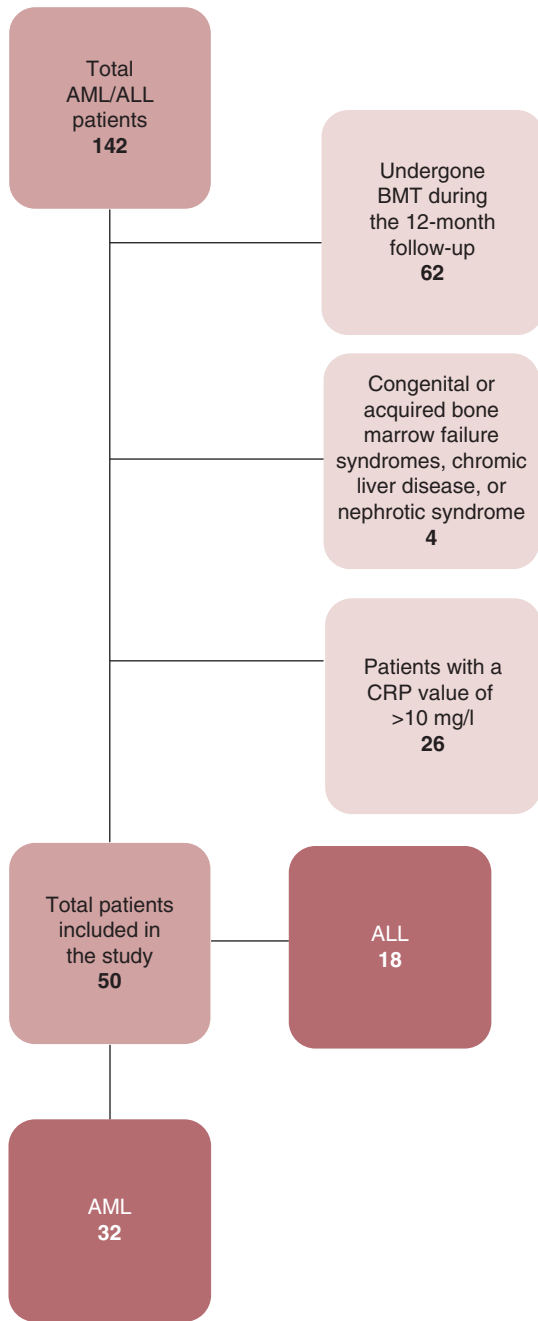 Total
AML/ALL
patients
142
Undergone
BMT during
the 12-month
follow-up
62
Congenital or
acquired bone
marrow failure
syndromes, chromic
liver disease, or
nephrotic syndrome
4
Patients with a
CRP value of
>10 mg/l
26
Total patients
included in
the study
50
ALL
18
AML
32